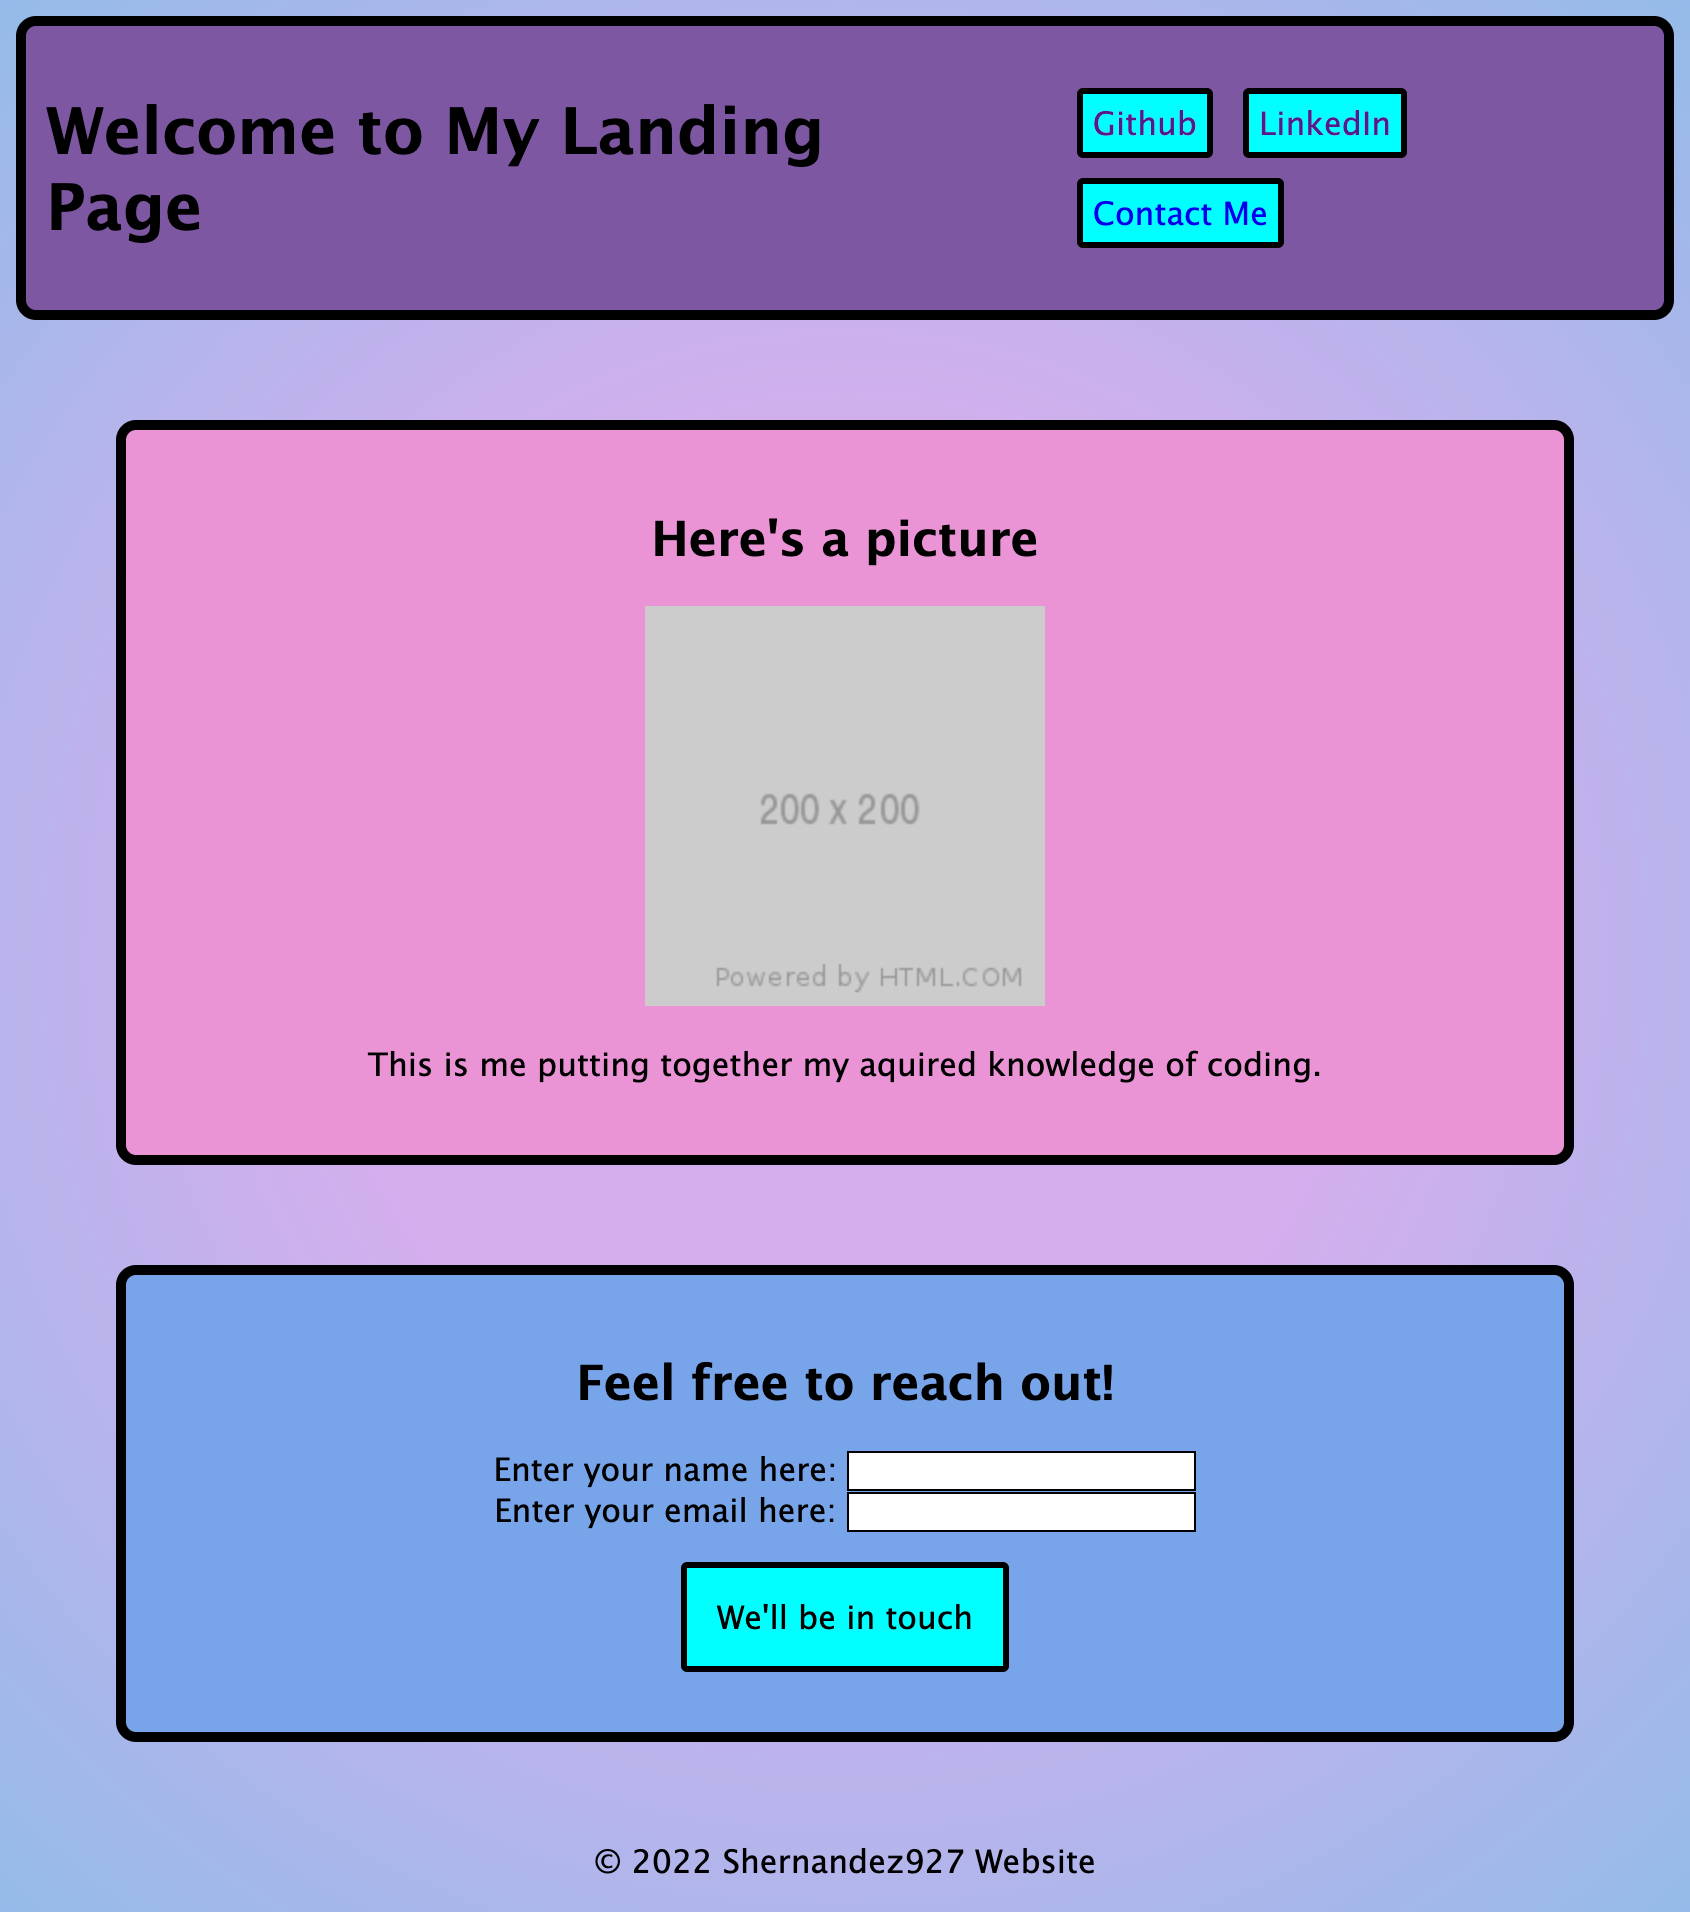 Welcome to My Landing
Page
Github
LinkedIn
Contact Me
Here's a picture
200 x 200
Powered by HTML.COM
This is me putting together my aquired knowledge of coding.
Feel free to reach out!
Enter your name here:
Enter your email here:
We'll be in touch
© 2022 Shernandez927 Website